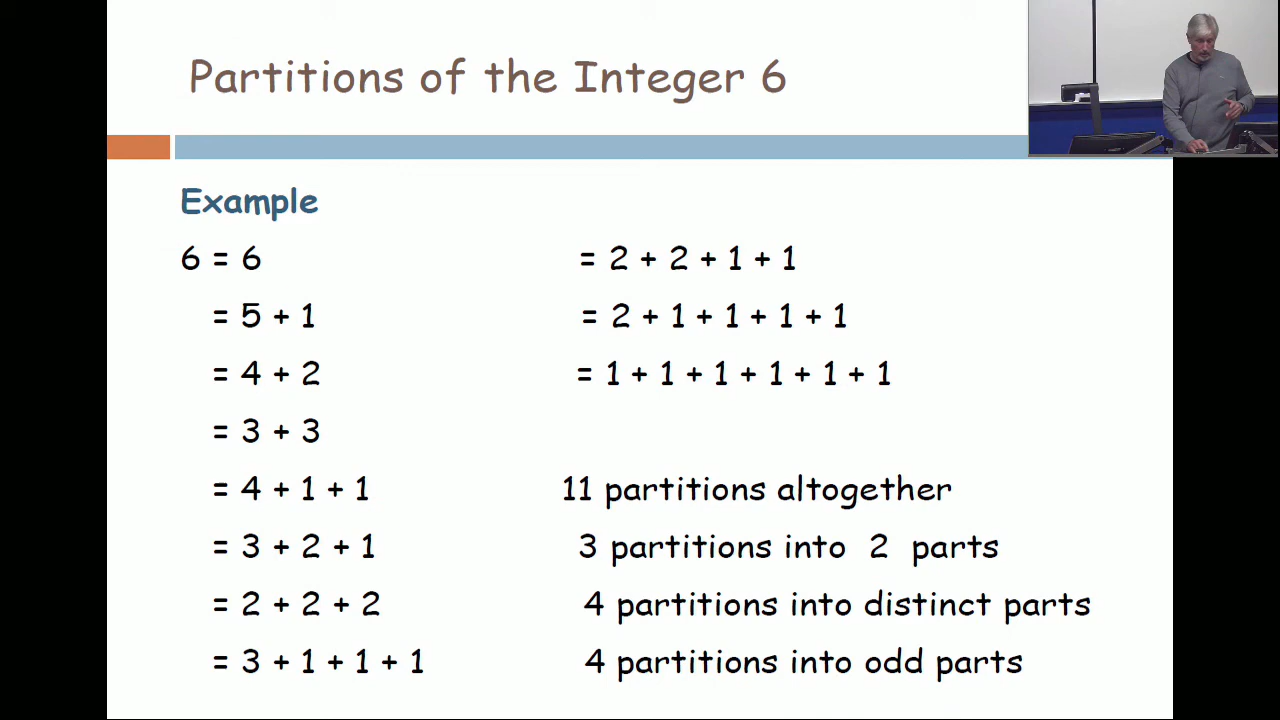 Partitions of the Integer 6
Example
6 = 6
= 5 + 1
= 4 + 2
= 3 + 3
= 4 + 1 + 1
= 3 + 2 + 1
= 2 + 2 + 2
= 3 + 1 + 1 + 1
= 2 + 2 + 1 + 1
= 2 + 1 + 1 + 1 + 1
= 1 + 1 + 1 + 1 + 1 + 1
11 partitions altogether
3 partitions into 2 parts
4 partitions into distinct parts
4 partitions into odd parts